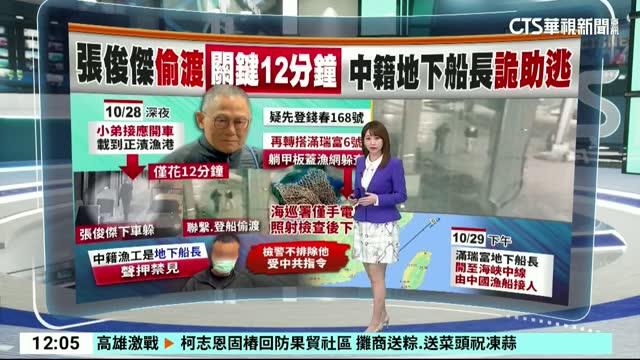 CTS華視新聞
張俊傑偷渡 關鍵12分鐘 中籍地下船長詭助逃
10/28 深夜
小弟接應開車
載到正濱漁港
僅花12分鐘
張俊傑下車躲
聯繫.登船偷渡
疑先登錢春168號
再轉搭滿瑞富6號
躺甲板蓋漁網躲
海巡署僅手電
照射檢查後下
中籍漁工是地下船長
聲押禁見
檢警不排除他
受中共指令
10/29 下午
滿瑞富地下船長
開至海峽中線
由中國漁船接人
12:05
高雄激戰
柯志恩固樁回防果貿社區 攤商送粽.送菜頭祝凍蒜